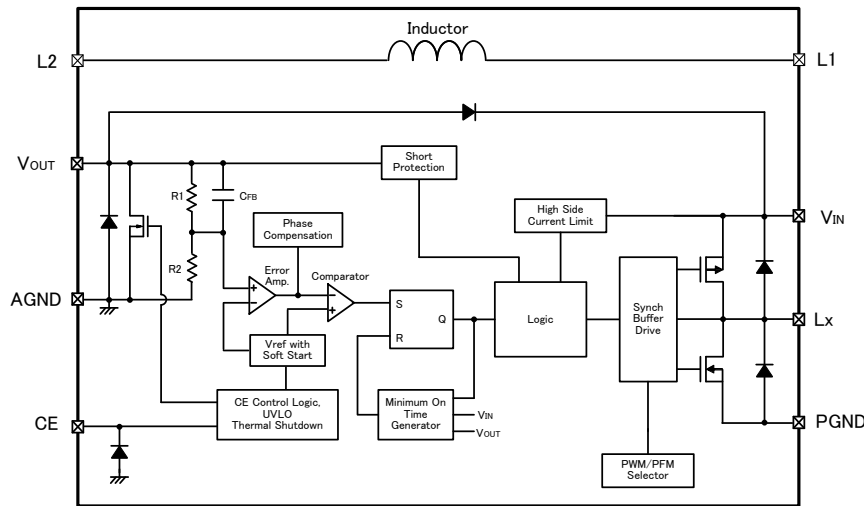 Inductor
L2
L1
VOUT
Short
Protection
R1
CFB
High Side
Current Limit
VIN
Phase
Compensation
R2
Error
Amp.
Comparator
AGND
S
Q
R
Logic
Synch
Buffer
Drive
Lx
Vref with
Soft Start
CE Control Logic,
UVLO
Thermal Shutdown
Minimum On
Time
Generator
VIN
VOUT
CE
PGND
PWM/PFM
Selector